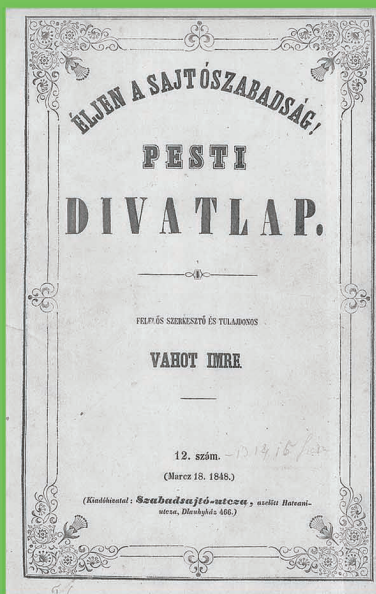 ÉLJEN A SAJTÓSZABADSÁG!
PESTI
DIVATLAP.
FELELŐS SZERKESZTŐ ÉS TULAJDONOS
VAHOT IMRE.
12. szám.
(Marcz 18. 1848.)
(Kiadóhivatal: Szabadsajtó-utcza, azelőtt Hatvani-
utcza, Dlauhyház 466.)